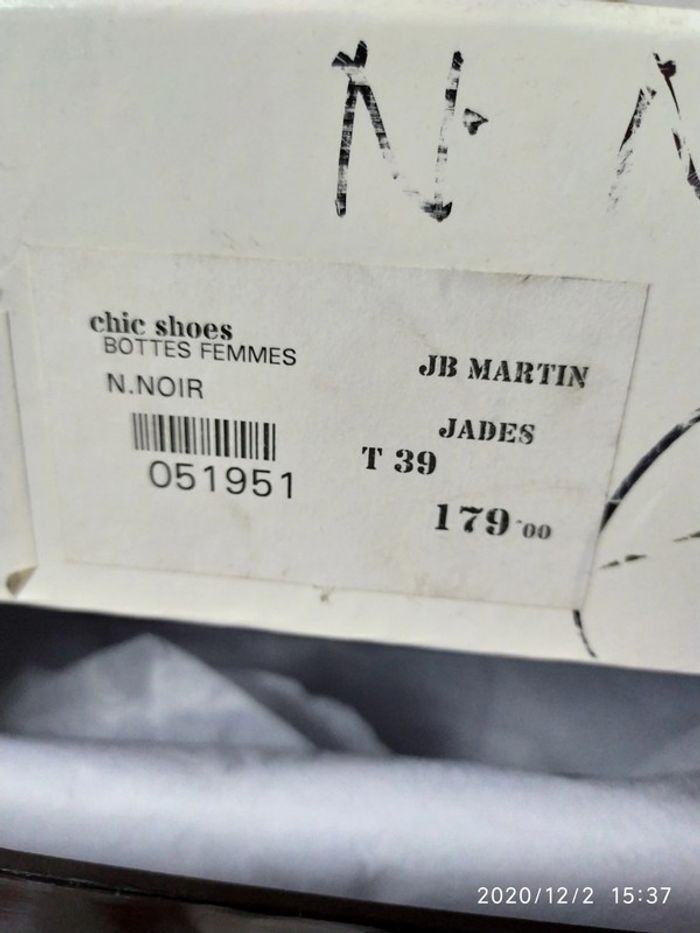 N. N
chic shoes
BOTTES FEMMES
N.NOIR
051951
JB MARTIN
JADES
T 39
179.00
2020/12/2 15:37